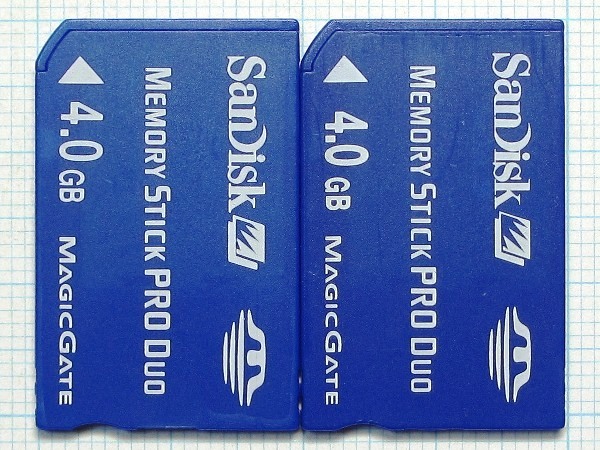 SanDisk
MEMORY STICK PRO DUO
4.0 GB MAGICGATE
SanDisk
MEMORY STICK PRO DUO
4.0 GB MAGICGATE